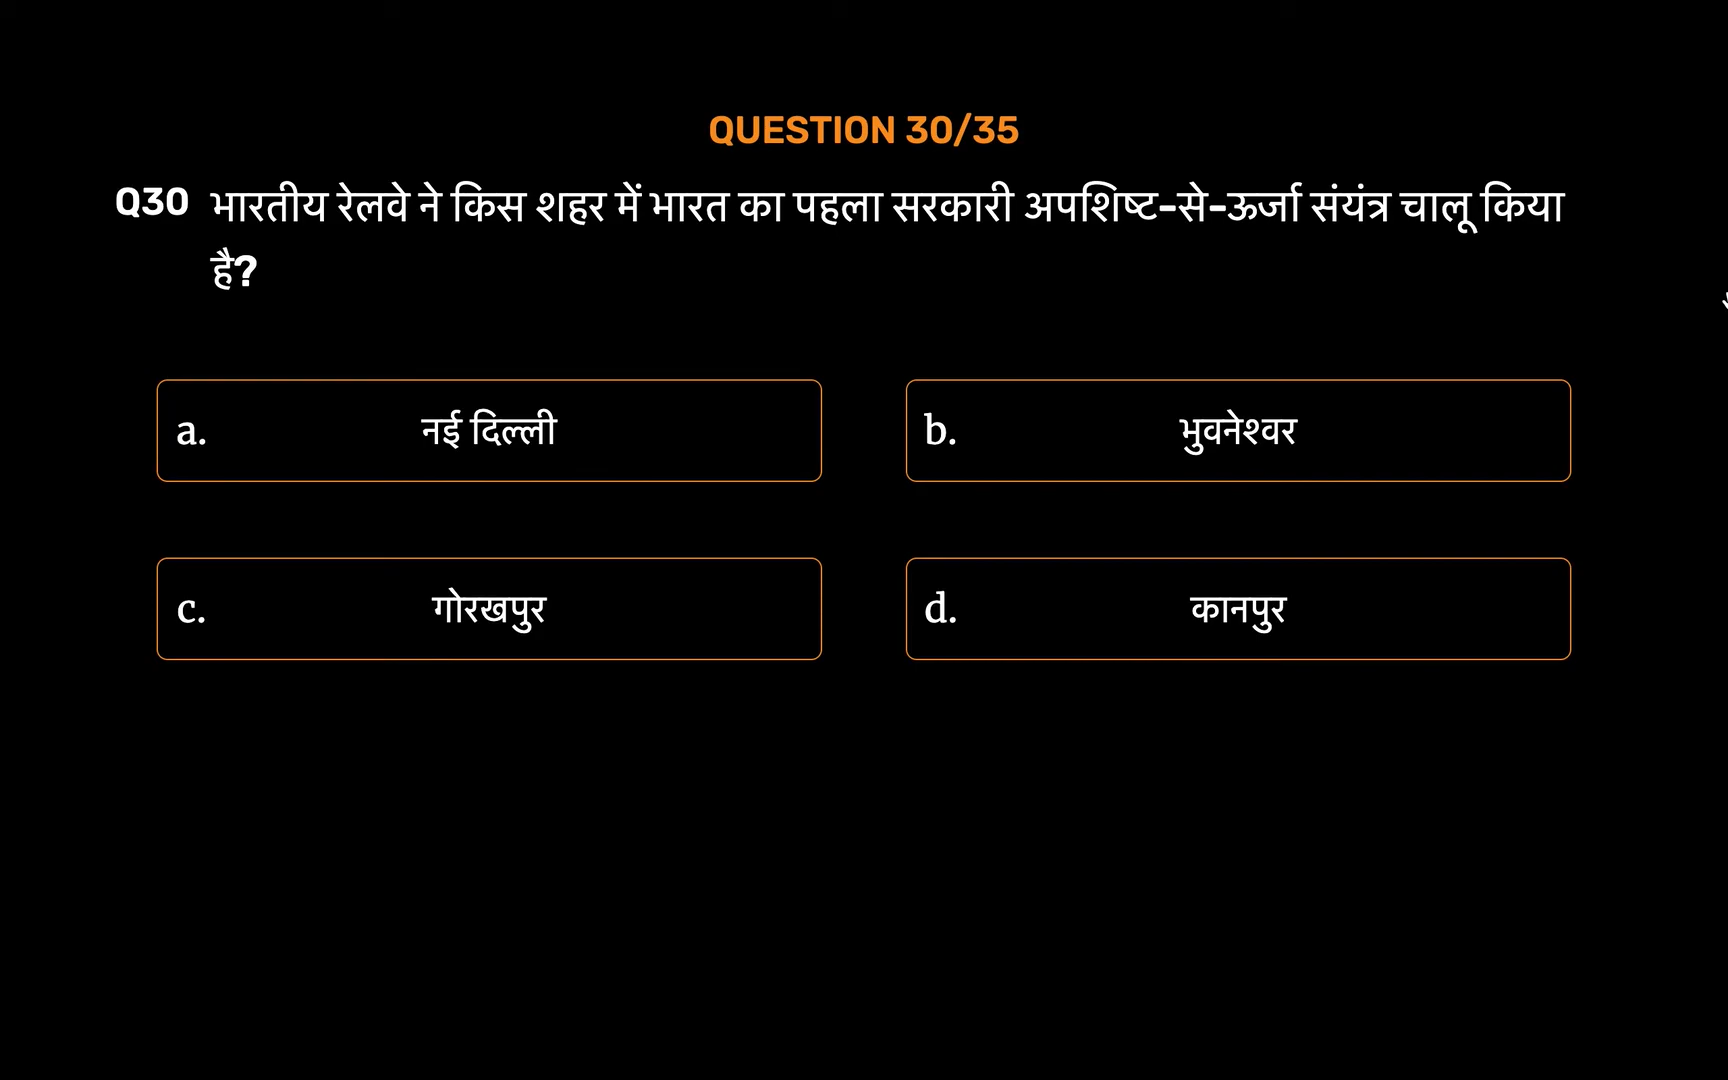 QUESTION 30/35
Q30 भारतीय रेलवे ने किस शहर में भारत का पहला सरकारी अपशिष्ट-से-ऊर्जा संयंत्र चालू किया
है?
a. नई दिल्ली
b. भुवनेश्वर
c. गोरखपुर
d. कानपुर